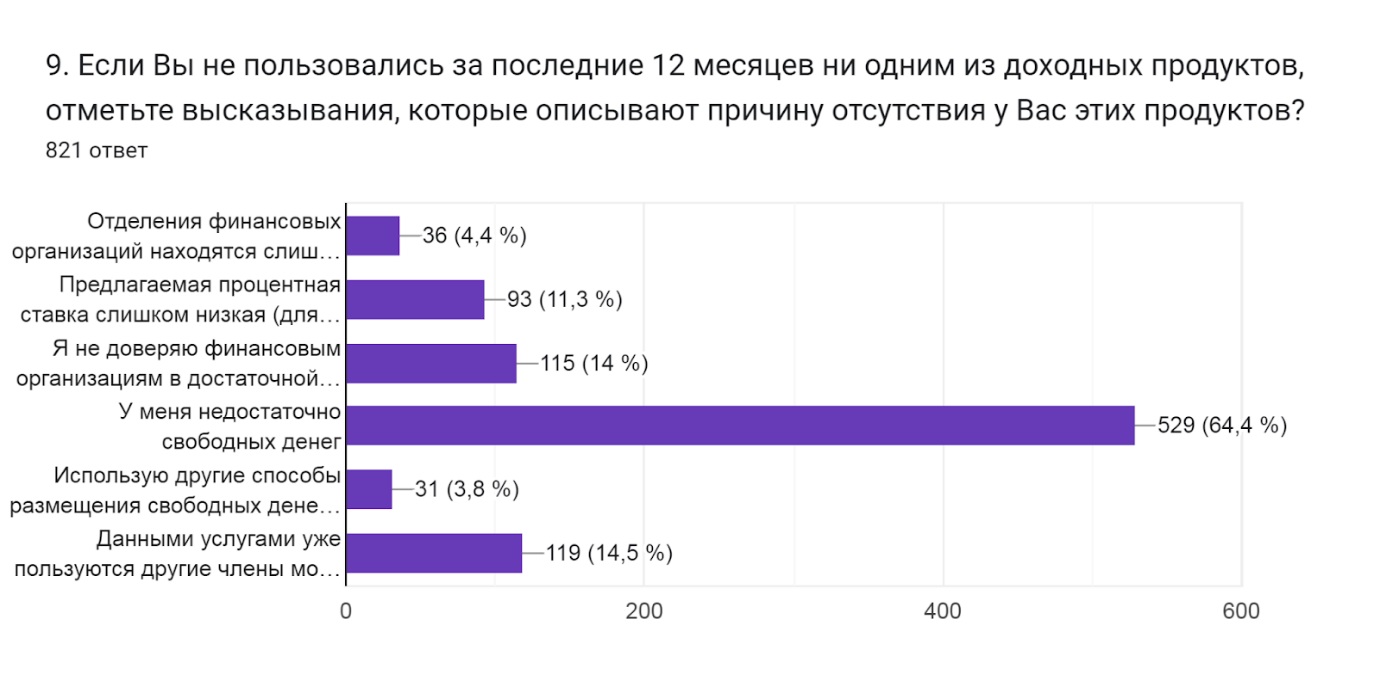 9. Если Вы не пользовались за последние 12 месяцев ни одним из доходных продуктов,
отметьте высказывания, которые описывают причину отсутствия у Вас этих продуктов?
821 ответ
Отделения финансовых
организаций находятся слиш…
36 (4,4 %)
Предлагаемая процентная
ставка слишком низкая (для…
93 (11,3 %)
Я не доверяю финансовым
организациям в достаточной…
115 (14 %)
У меня недостаточно
свободных денег
529 (64,4 %)
Использую другие способы
размещения свободных дене…
31 (3,8 %)
Данными услугами уже
пользуются другие члены мо…
119 (14,5 %)
0 200 400 600